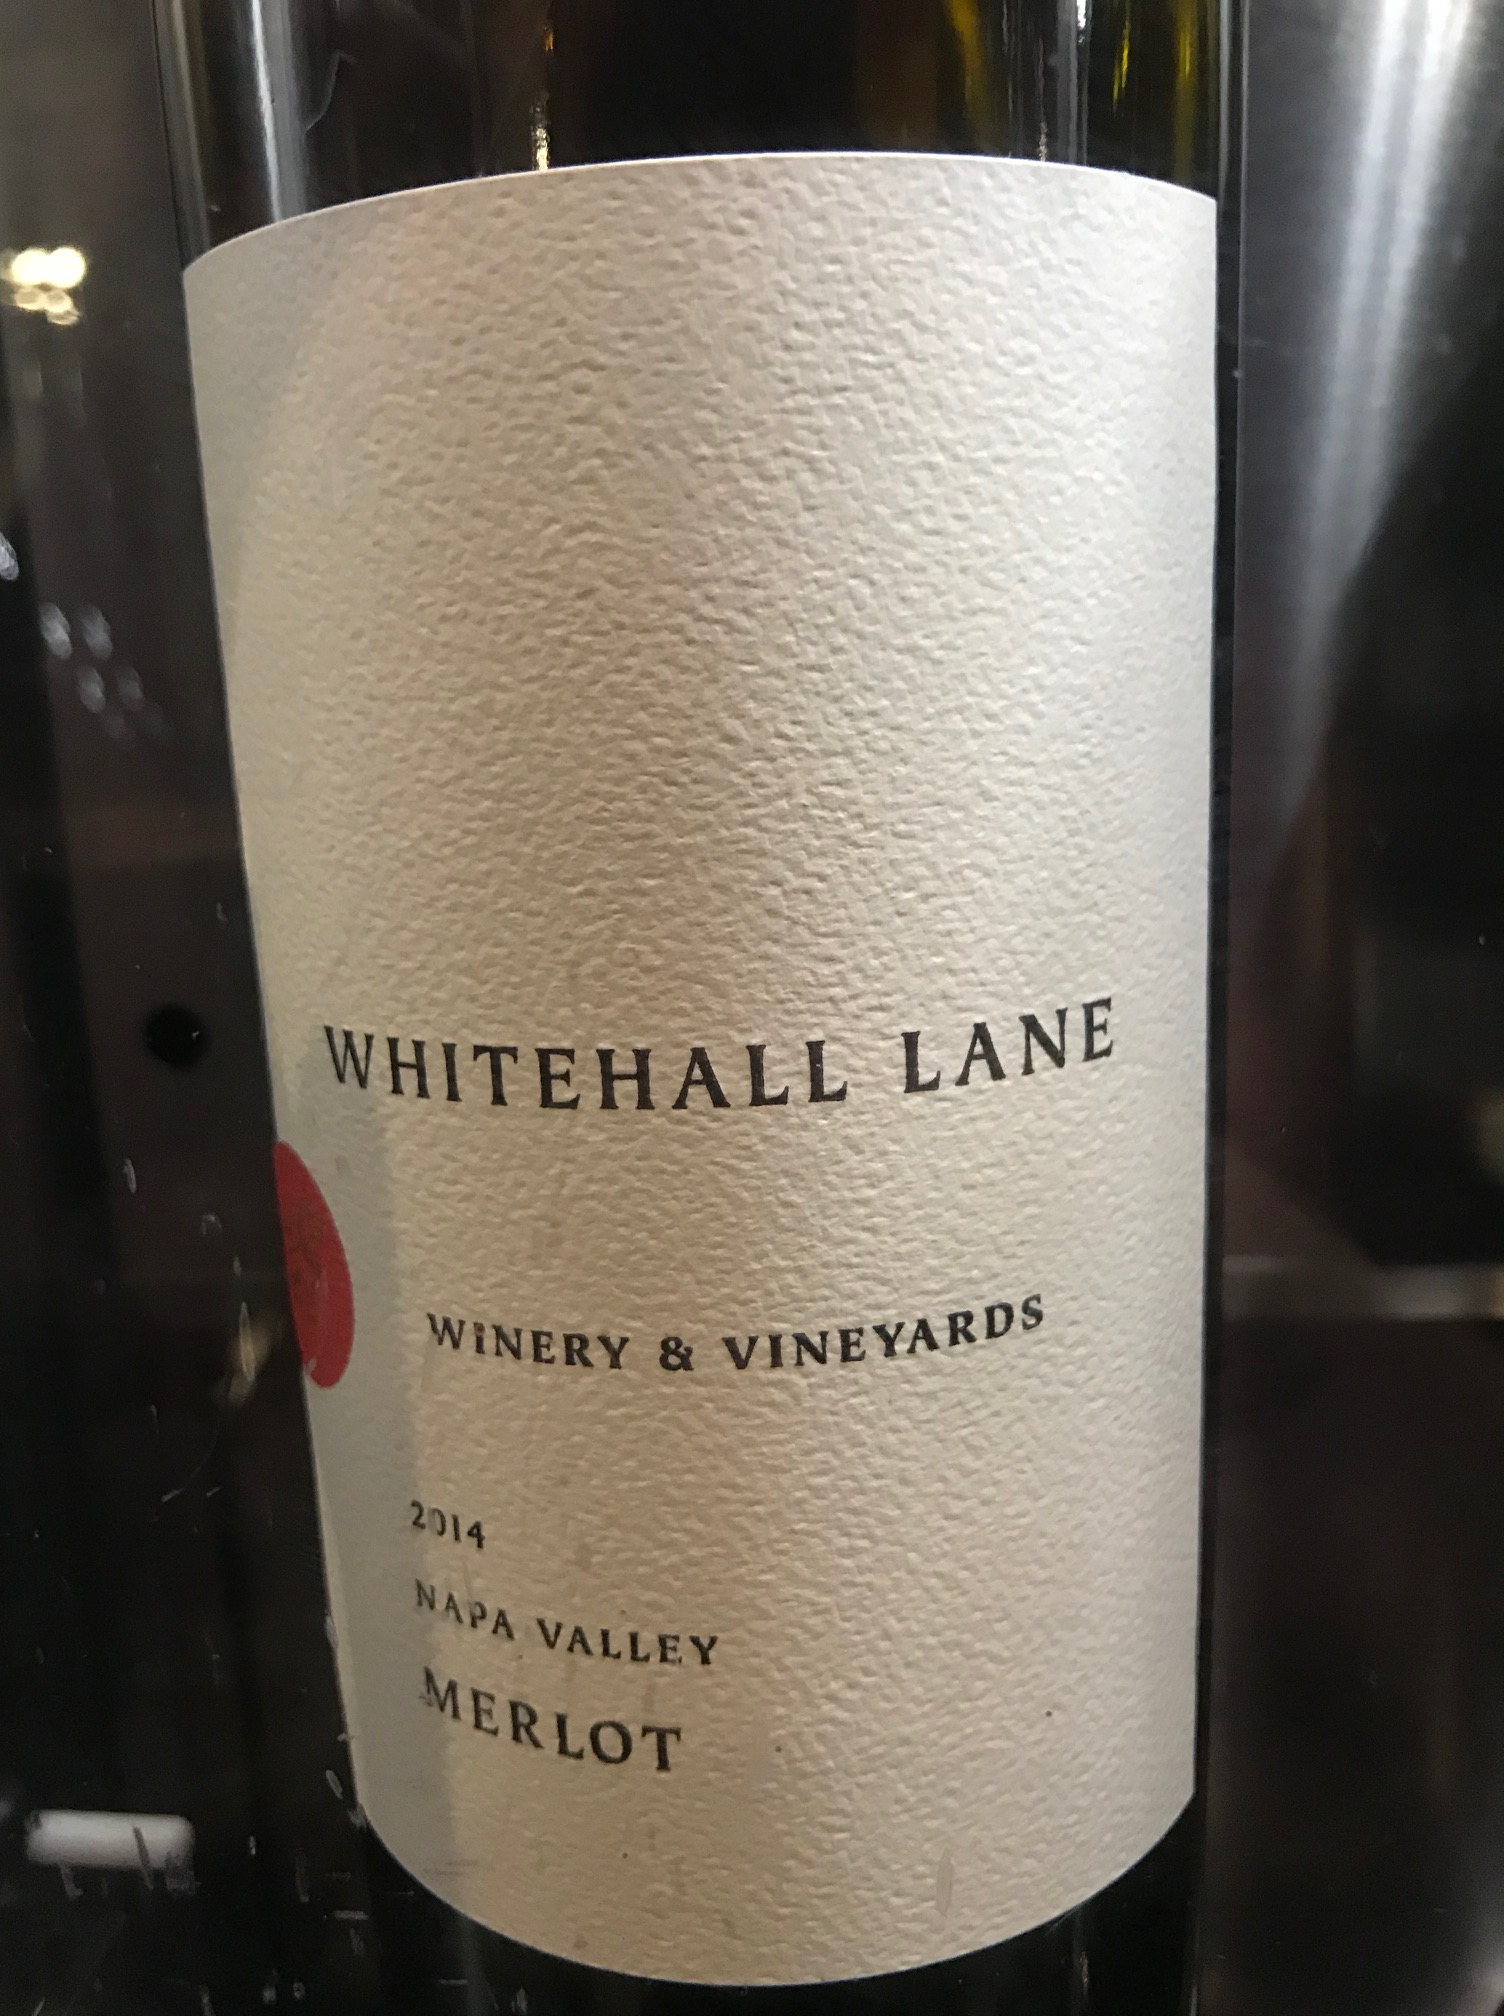 WHITEHALL LANE
WINERY & VINEYARDS
2014
NAPA VALLEY
MERLOT